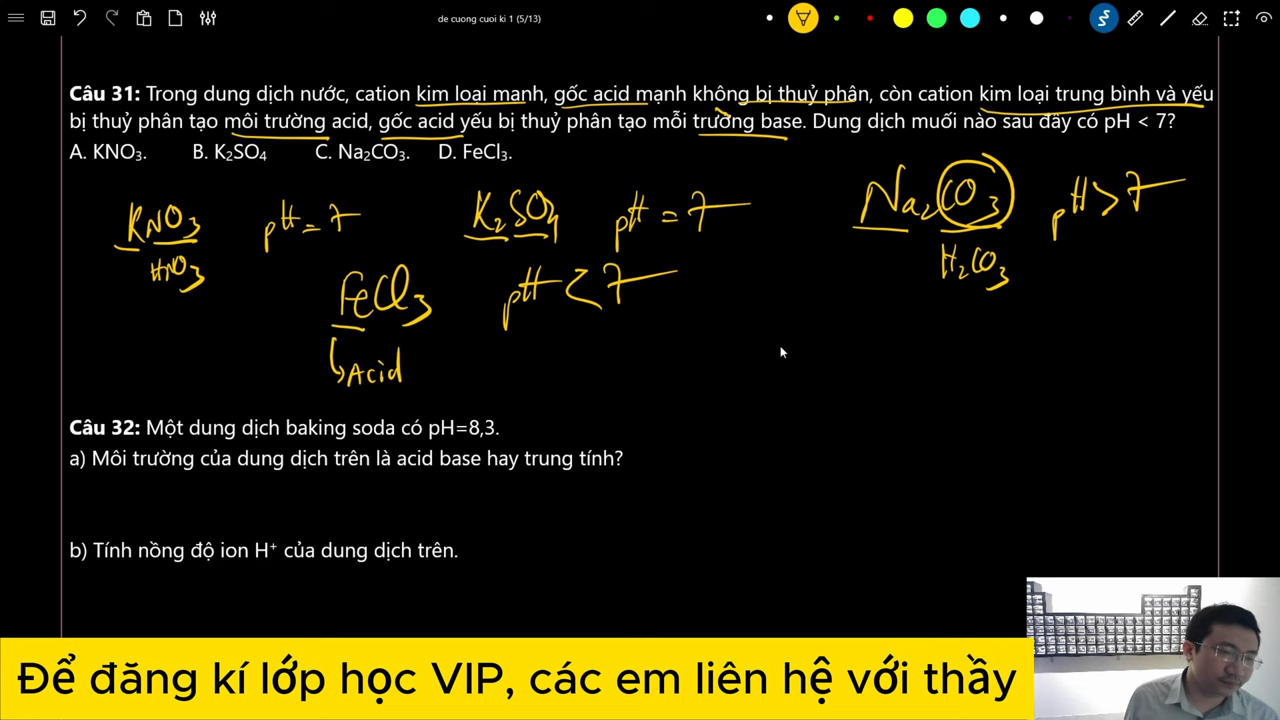 de cuong cuoi ki 1 (5/13)
Câu 31: Trong dung dịch nước, cation kim loại mạnh, gốc acid mạnh không bị thuỷ phân, còn cation kim loại trung bình và yếu
bị thuỷ phân tạo môi trường acid, gốc acid yếu bị thuỷ phân tạo mỗi trường base. Dung dịch muối nào sau đây có pH < 7?
A. KNO₃. B. K₂SO₄ C. Na₂CO₃. D. FeCl₃.
KNO₃ pH = 7 K₂SO₄ pH = 7 Na₂CO₃ pH > 7
HNO₃ H₂CO₃
FeCl₃ pH < 7
↳ Acid
Câu 32: Một dung dịch baking soda có pH=8,3.
a) Môi trường của dung dịch trên là acid base hay trung tính?
b) Tính nồng độ ion H⁺ của dung dịch trên.
Để đăng kí lớp học VIP, các em liên hệ với thầy